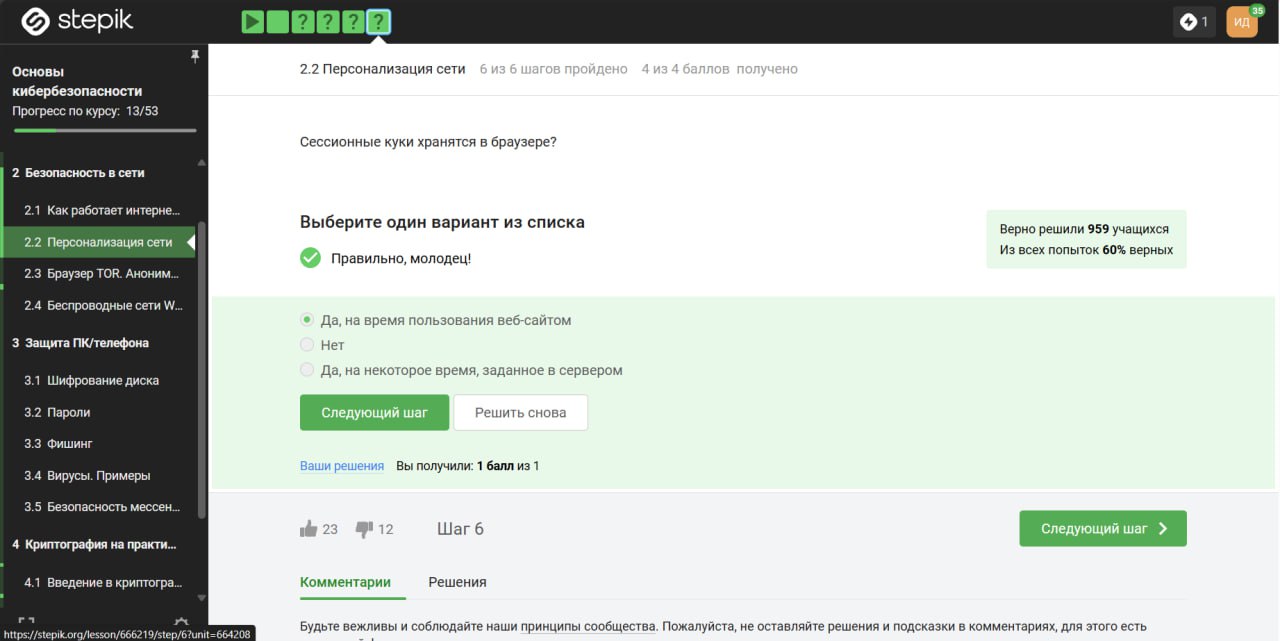 stepik
? ? ? ?
1
ИД
35
Основы
кибербезопасности
Прогресс по курсу: 13/53
2 Безопасность в сети
2.1 Как работает интерне...
2.2 Персонализация сети
2.3 Браузер TOR. Аноним...
2.4 Беспроводные сети W...
3 Защита ПК/телефона
3.1 Шифрование диска
3.2 Пароли
3.3 Фишинг
3.4 Вирусы. Примеры
3.5 Безопасность мессен...
4 Криптография на практи...
4.1 Введение в криптогра...
https://stepik.org/lesson/666219/step/6?unit=664208
2.2 Персонализация сети 6 из 6 шагов пройдено 4 из 4 баллов получено
Сессионные куки хранятся в браузере?
Выберите один вариант из списка
Правильно, молодец!
Верно решили 959 учащихся
Из всех попыток 60% верных
Да, на время пользования веб-сайтом
Нет
Да, на некоторое время, заданное в сервером
Следующий шаг Решить снова
Ваши решения Вы получили: 1 балл из 1
23 12 Шаг 6 Следующий шаг
Комментарии Решения
Будьте вежливы и соблюдайте наши принципы сообщества. Пожалуйста, не оставляйте решения и подсказки в комментариях, для этого есть